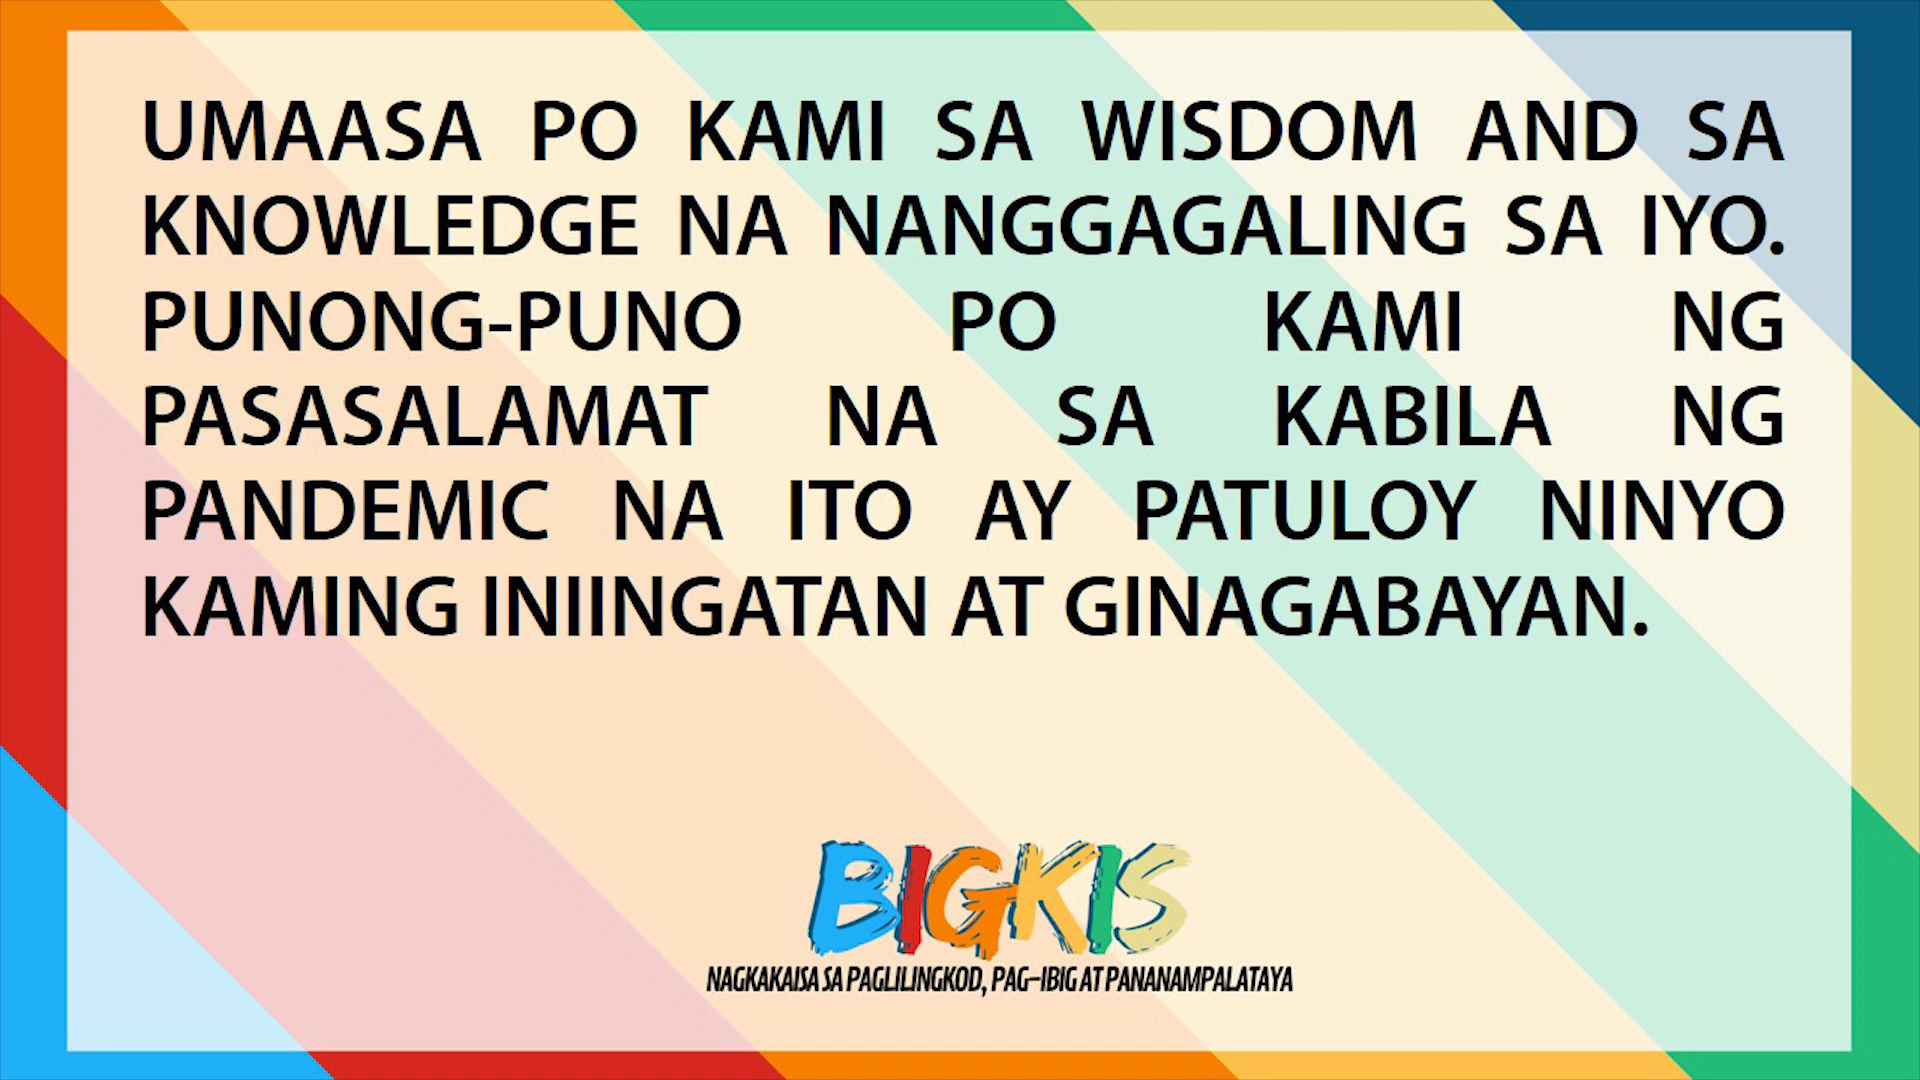 UMAASA PO KAMI SA WISDOM AND SA
KNOWLEDGE NA NANGGAGALING SA IYO.
PUNONG-PUNO PO KAMI NG
PASASALAMAT NA SA KABILA NG
PANDEMIC NA ITO AY PATULOY NINYO
KAMING INIINGATAN AT GINAGABAYAN.
BIGKIS
NAGKAKAISA SA PAGLILINGKOD, PAG-IBIG AT PANANAMPALATAYA